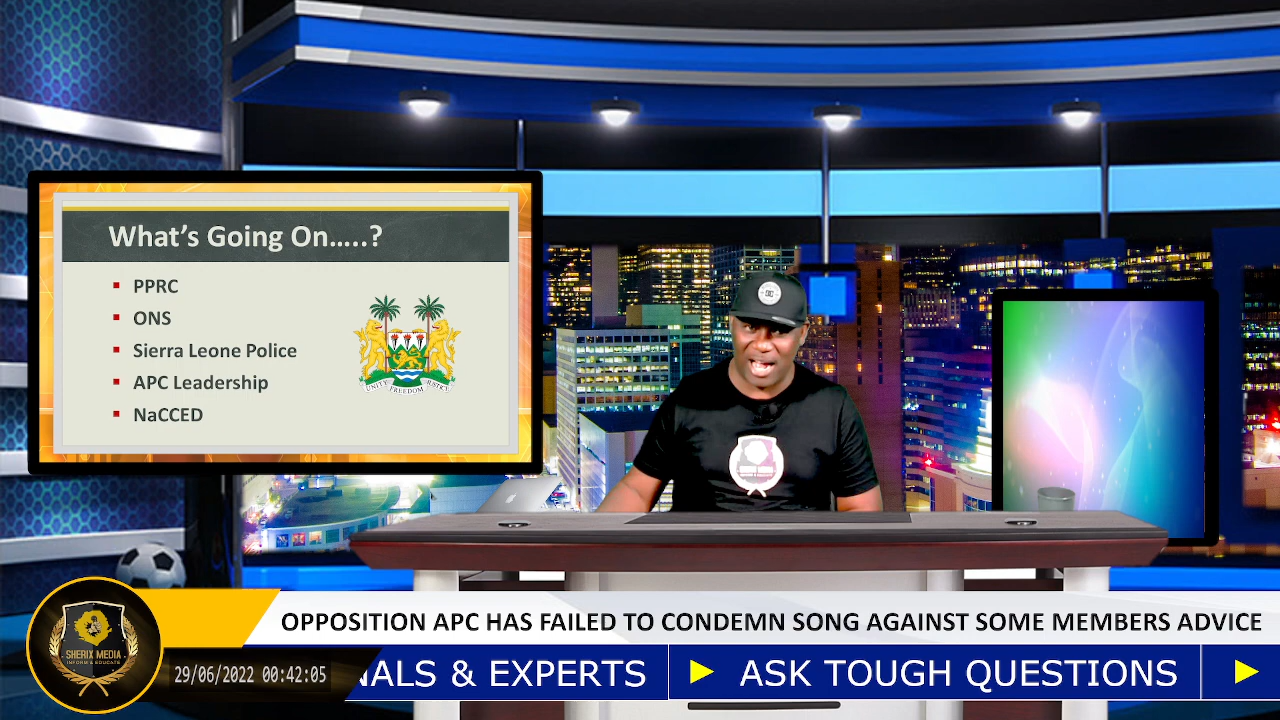 What's Going On…..?
PPRC
ONS
Sierra Leone Police
APC Leadership
NaCCED
UNITY FREEDOM JUSTICE
OPPOSITION APC HAS FAILED TO CONDEMN SONG AGAINST SOME MEMBERS ADVICE
SHERIX MEDIA
INFORM & EDUCATE
29/06/2022 00:42:05
NALS & EXPERTS
ASK TOUGH QUESTIONS